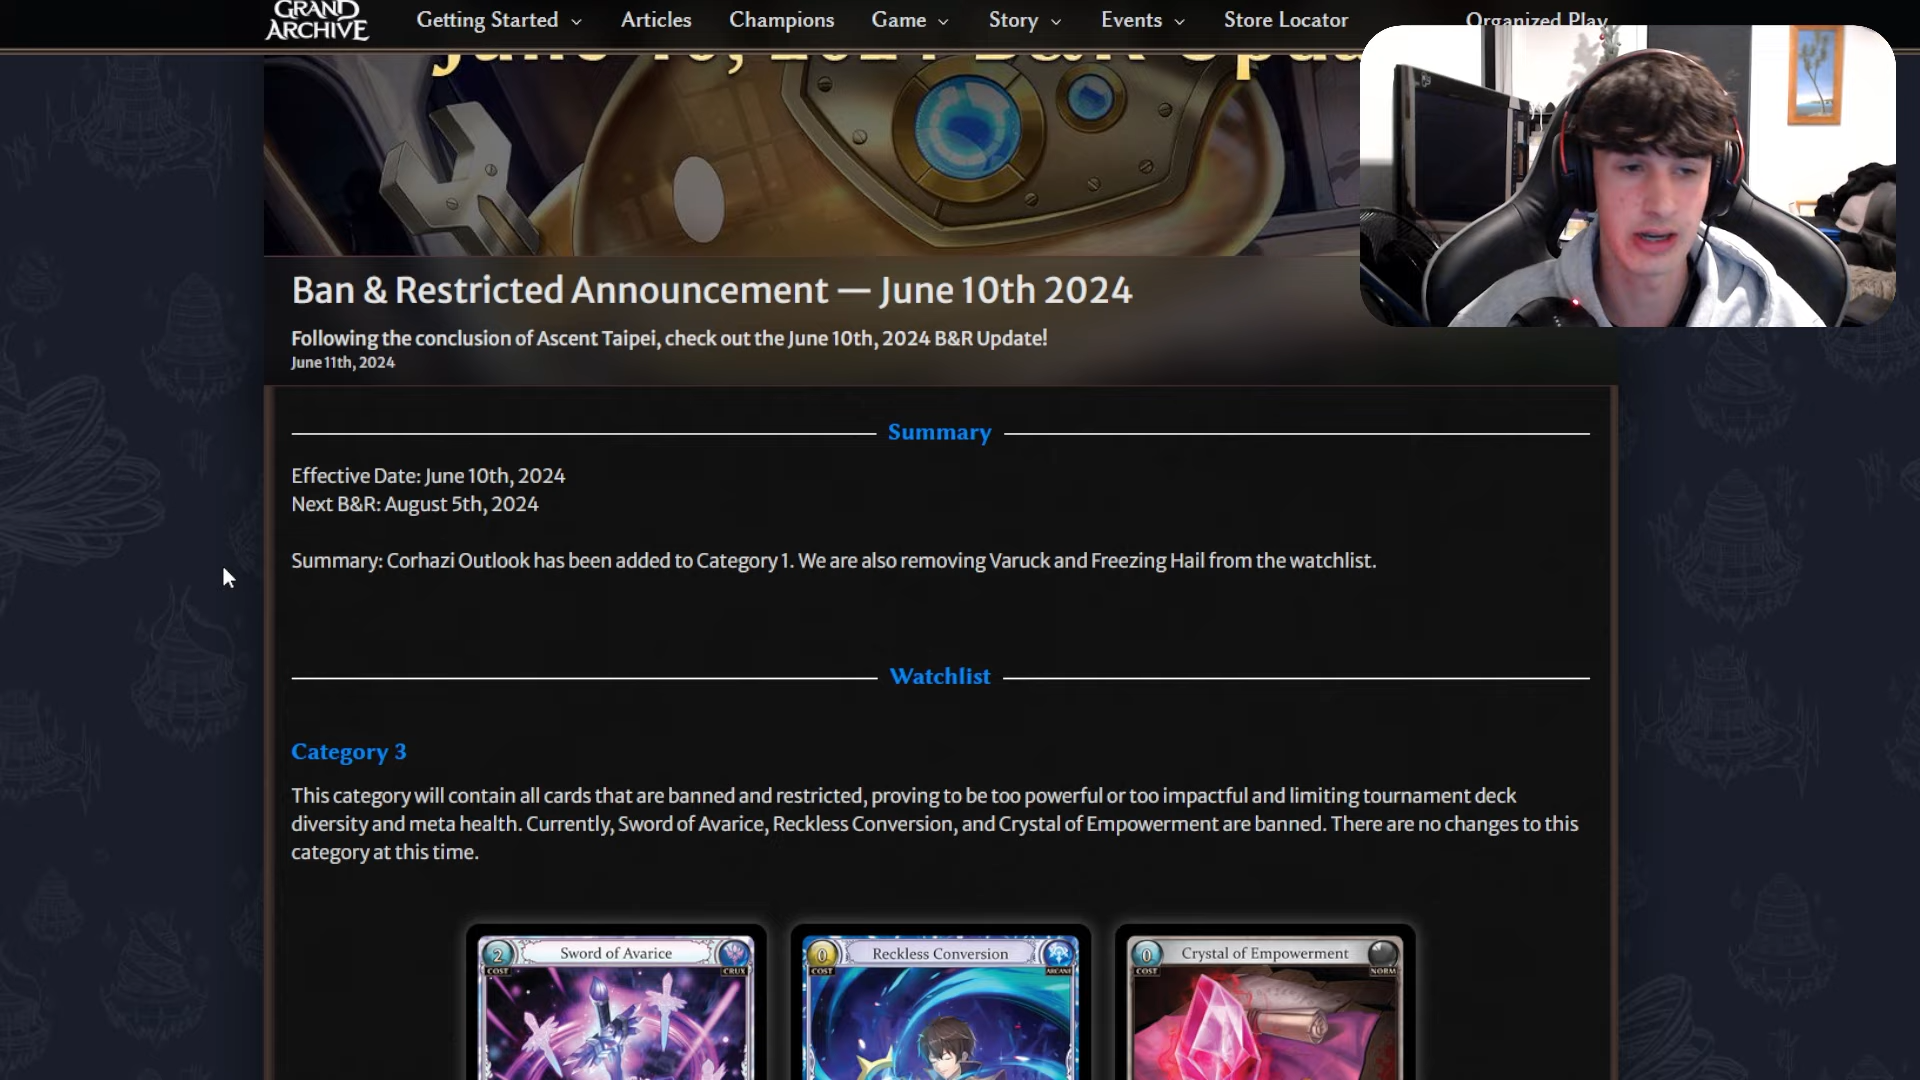 GRAND
ARCHIVE
Getting Started
Articles
Champions
Game
Story
Events
Store Locator
Organized Play
June 10, 2024 B&R Upda
Ban & Restricted Announcement — June 10th 2024
Following the conclusion of Ascent Taipei, check out the June 10th, 2024 B&R Update!
June 11th, 2024
Summary
Effective Date: June 10th, 2024
Next B&R: August 5th, 2024
Summary: Corhazi Outlook has been added to Category 1. We are also removing Varuck and Freezing Hail from the watchlist.
Watchlist
Category 3
This category will contain all cards that are banned and restricted, proving to be too powerful or too impactful and limiting tournament deck
diversity and meta health. Currently, Sword of Avarice, Reckless Conversion, and Crystal of Empowerment are banned. There are no changes to this
category at this time.
2
COST
Sword of Avarice
CRUX
0
COST
Reckless Conversion
ARCANE
0
COST
Crystal of Empowerment
NORM